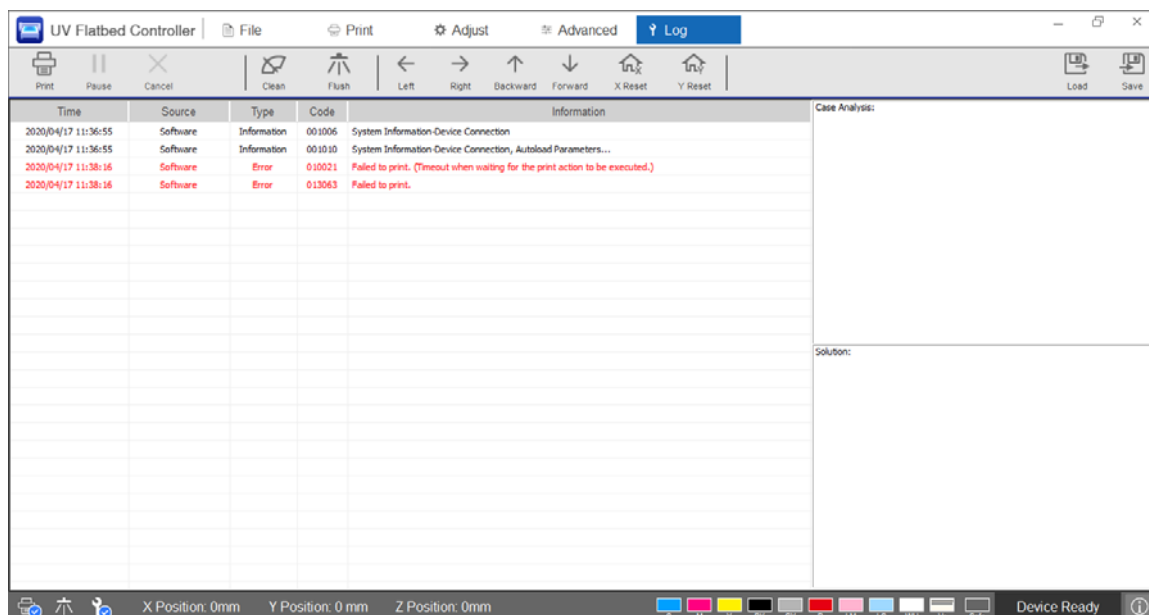 UV Flatbed Controller File Print Adjust Advanced Log
Print Pause Cancel Clean Flush Left Right Backward Forward X Reset Y Reset Load Save
Time Source Type Code Information
Case Analysis:
2020/04/17 11:36:55 Software Information 001006 System Information-Device Connection
2020/04/17 11:36:55 Software Information 001010 System Information-Device Connection, Autoload Parameters...
2020/04/17 11:38:16 Software Error 010021 Failed to print. (Timeout when waiting for the print action to be executed.)
2020/04/17 11:38:16 Software Error 013063 Failed to print.
Solution:
X Position: 0mm Y Position: 0 mm Z Position: 0mm Device Ready